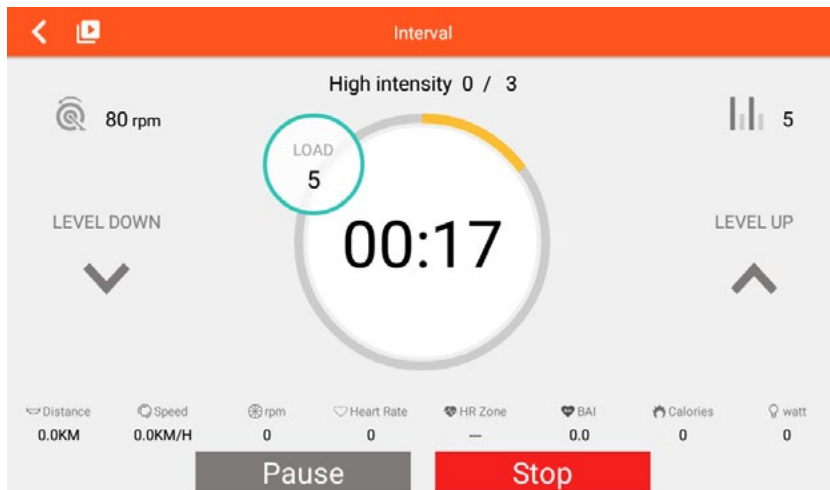 Interval
High intensity 0 / 3
80 rpm
5
LOAD
5
LEVEL DOWN
00:17
LEVEL UP
Distance Speed rpm Heart Rate HR Zone BAI Calories watt
0.0KM 0.0KM/H 0 0 --- 0.0 0 0
Pause Stop